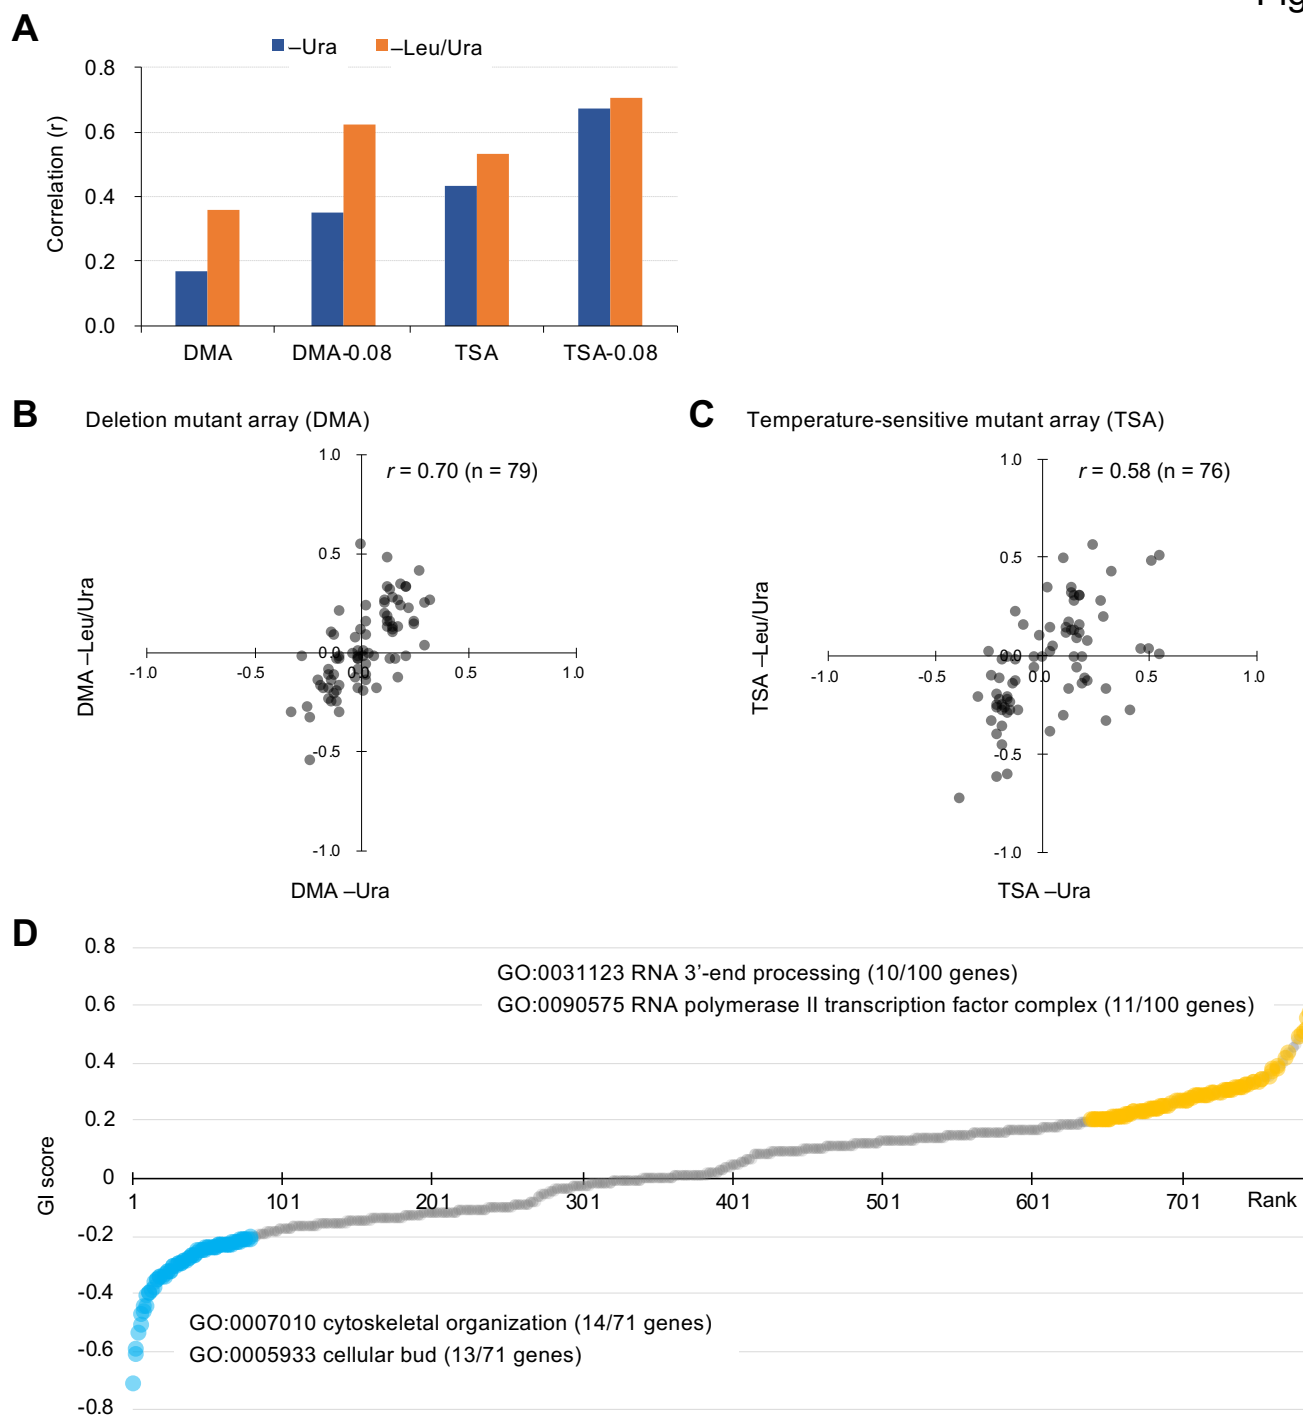 Fig
A
–Ura –Leu/Ura
Correlation (r)
0.8
0.6
0.4
0.2
0.0
DMA DMA-0.08 TSA TSA-0.08
B Deletion mutant array (DMA)
r = 0.70 (n = 79)
DMA –Leu/Ura
1.0
0.5
0.0
-0.5
-1.0
-1.0 -0.5 0.0 0.5 1.0
DMA –Ura
C Temperature-sensitive mutant array (TSA)
r = 0.58 (n = 76)
TSA –Leu/Ura
1.0
0.5
0.0
-0.5
-1.0
-1.0 -0.5 0.0 0.5 1.0
TSA –Ura
D
GI score
0.8
0.6
0.4
0.2
0
-0.2
-0.4
-0.6
-0.8
GO:0031123 RNA 3’-end processing (10/100 genes)
GO:0090575 RNA polymerase II transcription factor complex (11/100 genes)
1 101 201 301 401 501 601 701 Rank
GO:0007010 cytoskeletal organization (14/71 genes)
GO:0005933 cellular bud (13/71 genes)